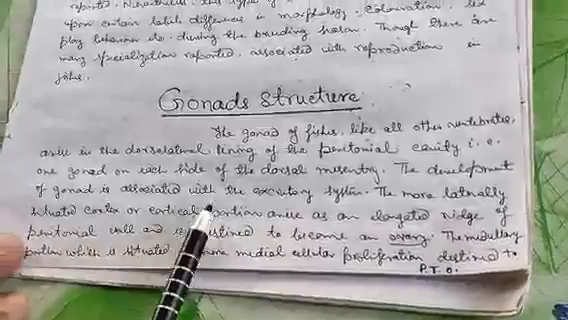 reported. Nevertheless, this type of
upon certain labile differences in morphology, colouration, sex
play behaviour etc. during the breeding season. Though there are
many specialization reported, associated with reproduction in
fishes.
Gonads Structure
The gonad of fishes, like all other vertebrates,
arise in the dorsolateral lining of the peritonial cavity i.e.
one gonad on each side of the dorsal mesentry. The development
of gonad is associated with the excretory system. The more laterally
situated cortex or cortical portion arise as an elongated ridge of
peritonial wall and destined to become an ovary. The medullary
portion which is situated some medial cellular proliferation destined to
P.T.O.